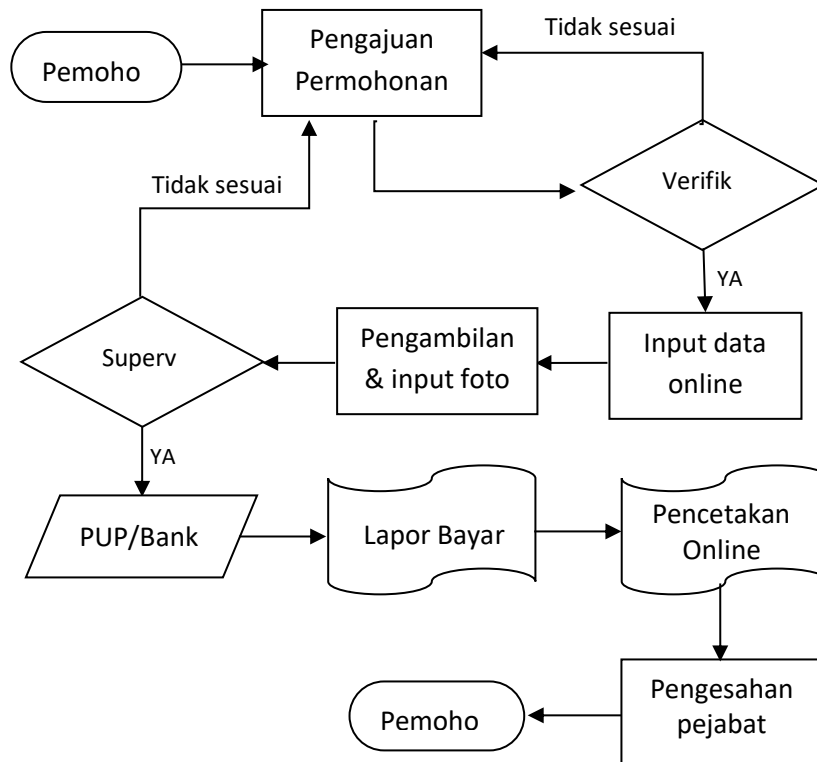 Pemoho
Pengajuan
Permohonan
Tidak sesuai
Verifik
Tidak sesuai
YA
Superv
Pengambilan
& input foto
Input data
online
YA
PUP/Bank
Lapor Bayar
Pencetakan
Online
Pengesahan
pejabat
Pemoho